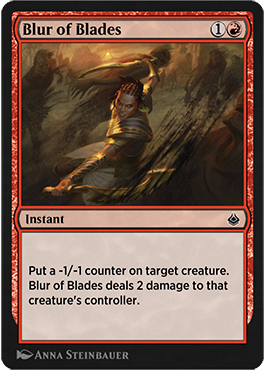 Blur of Blades 1
Instant
Put a -1/-1 counter on target creature.
Blur of Blades deals 2 damage to that
creature's controller.
Anna Steinbauer